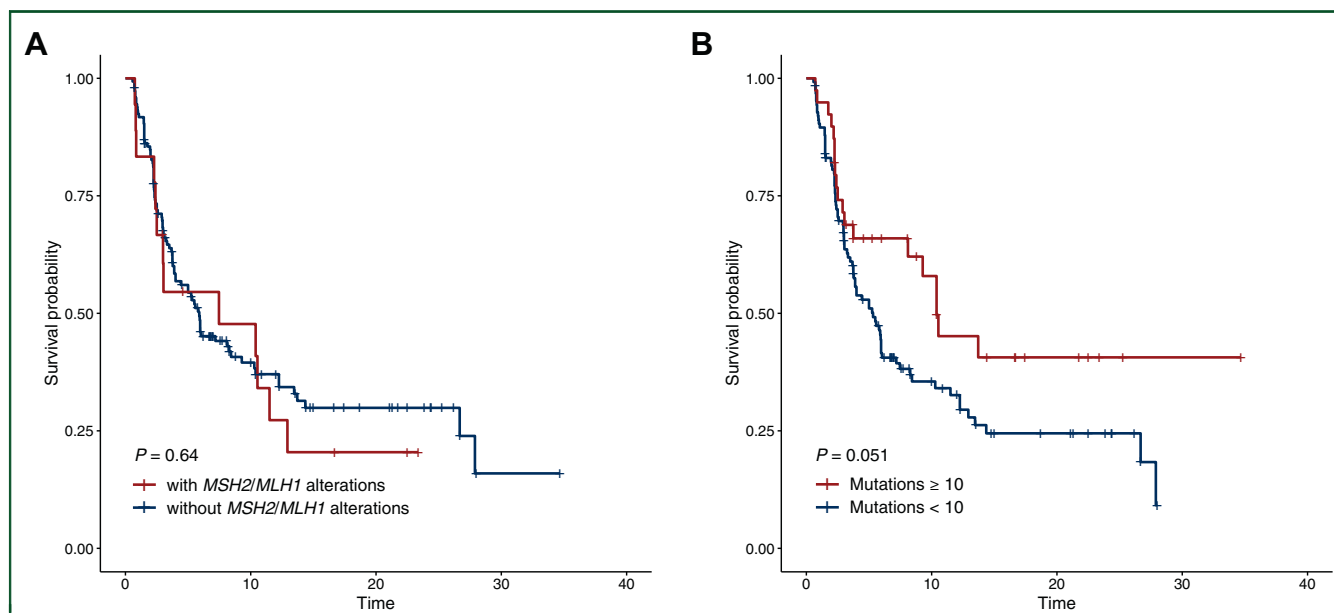 A
Survival probability
1.00
0.75
0.50
0.25
0.00
P = 0.64
with MSH2/MLH1 alterations
without MSH2/MLH1 alterations
0 10 20 30 40
Time
B
Survival probability
1.00
0.75
0.50
0.25
0.00
P = 0.051
Mutations ≥ 10
Mutations < 10
0 10 20 30 40
Time